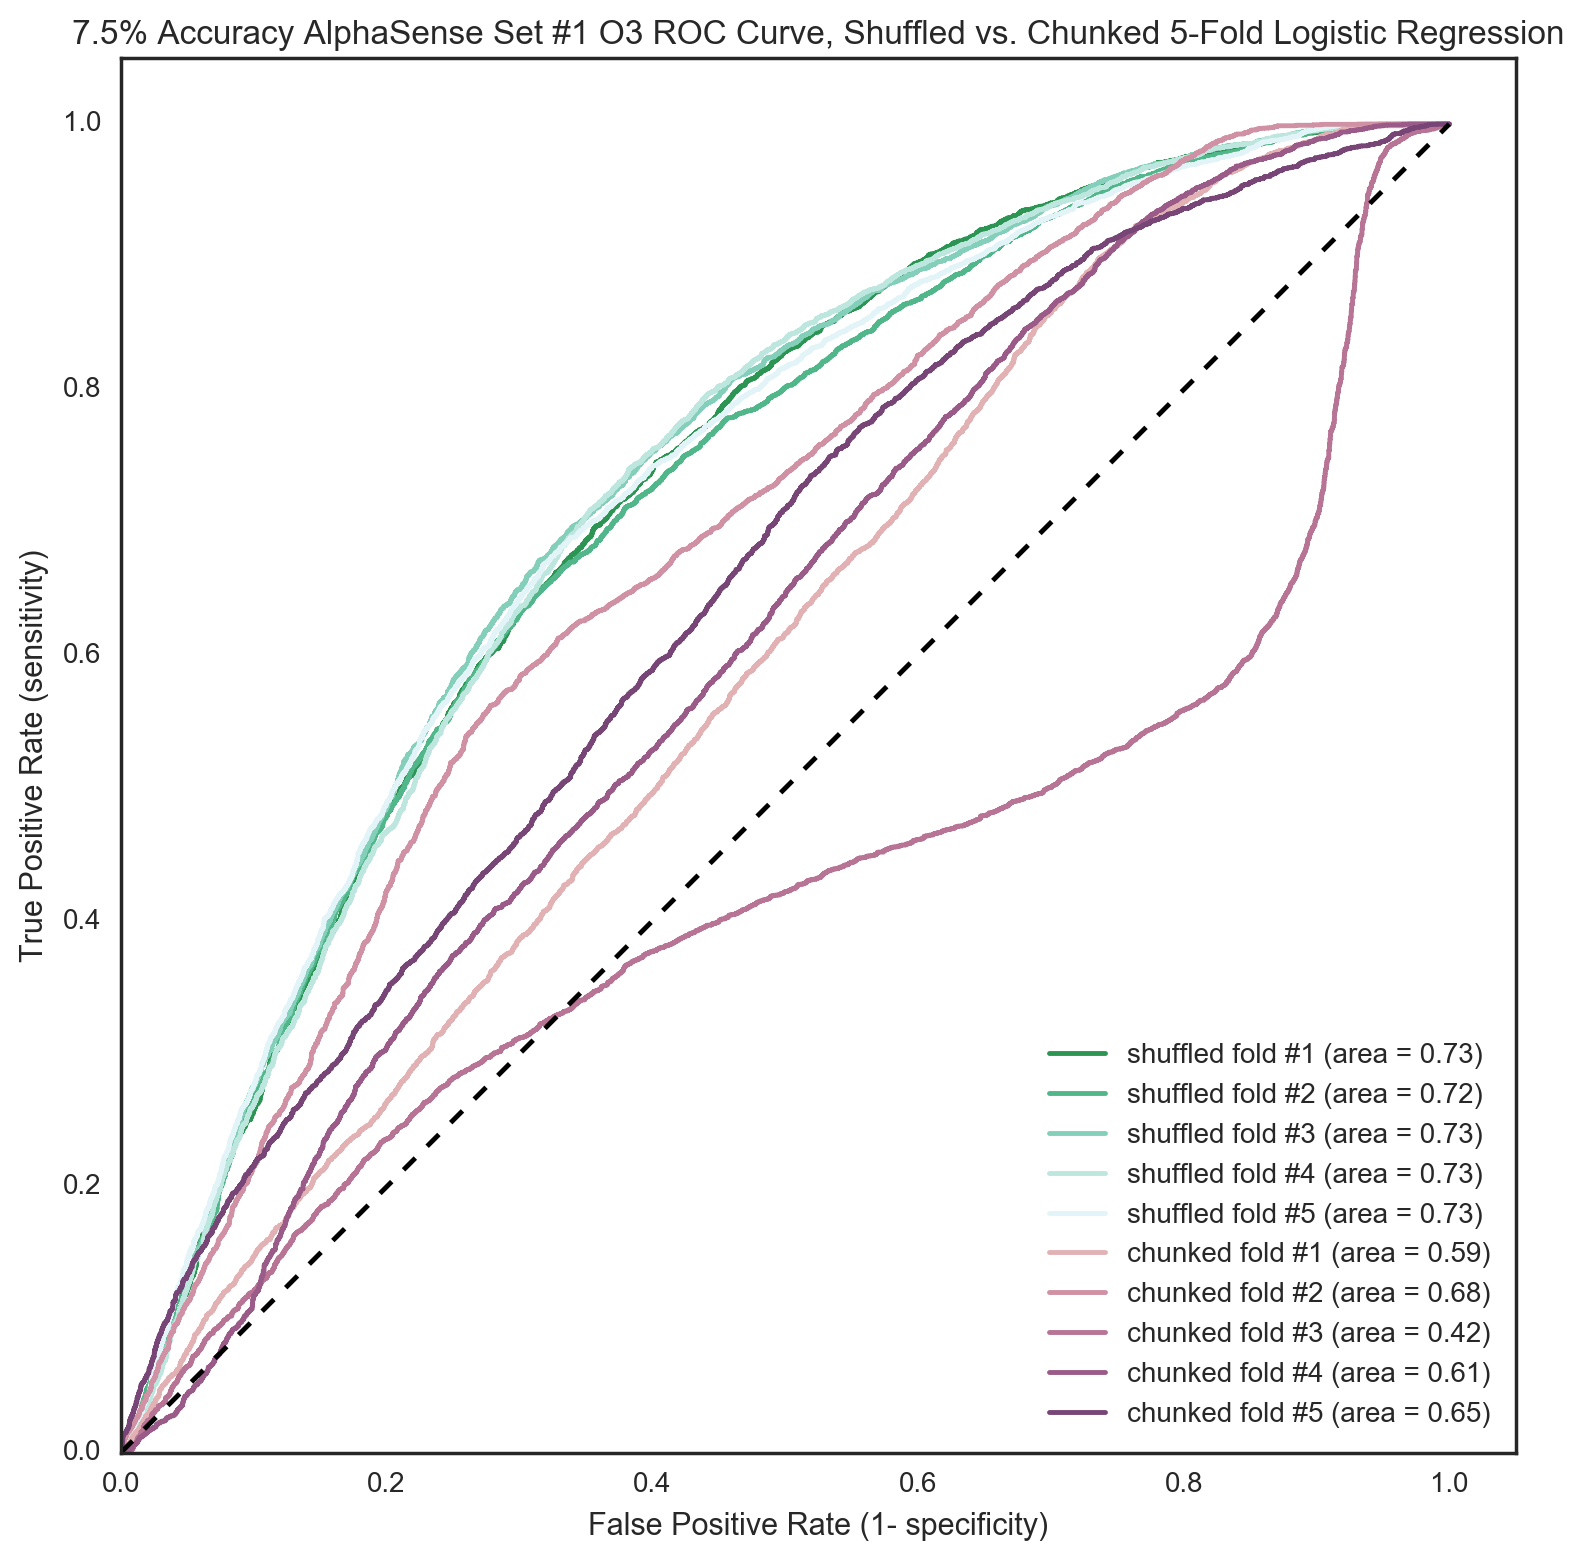 7.5% Accuracy AlphaSense Set #1 O3 ROC Curve, Shuffled vs. Chunked 5-Fold Logistic Regression
True Positive Rate (sensitivity)
1.0
0.8
0.6
0.4
0.2
0.0
shuffled fold #1 (area = 0.73)
shuffled fold #2 (area = 0.72)
shuffled fold #3 (area = 0.73)
shuffled fold #4 (area = 0.73)
shuffled fold #5 (area = 0.73)
chunked fold #1 (area = 0.59)
chunked fold #2 (area = 0.68)
chunked fold #3 (area = 0.42)
chunked fold #4 (area = 0.61)
chunked fold #5 (area = 0.65)
0.0 0.2 0.4 0.6 0.8 1.0
False Positive Rate (1- specificity)